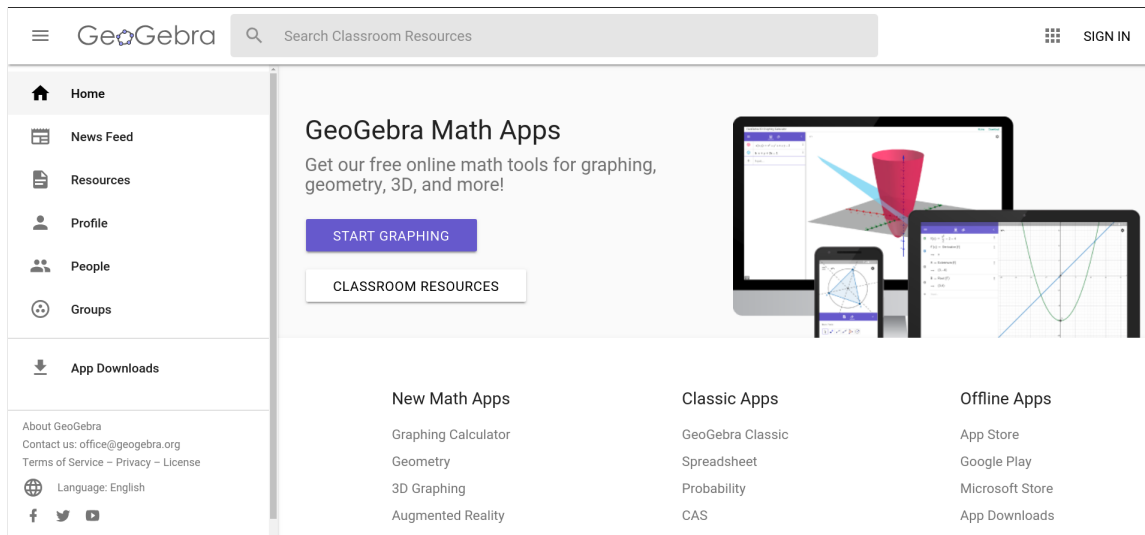 GeoGebra
Search Classroom Resources
SIGN IN
Home
News Feed
Resources
Profile
People
Groups
App Downloads
About GeoGebra
Contact us: office@geogebra.org
Terms of Service – Privacy – License
Language: English
GeoGebra Math Apps
Get our free online math tools for graphing,
geometry, 3D, and more!
START GRAPHING
CLASSROOM RESOURCES
New Math Apps
Graphing Calculator
Geometry
3D Graphing
Augmented Reality
Classic Apps
GeoGebra Classic
Spreadsheet
Probability
CAS
Offline Apps
App Store
Google Play
Microsoft Store
App Downloads